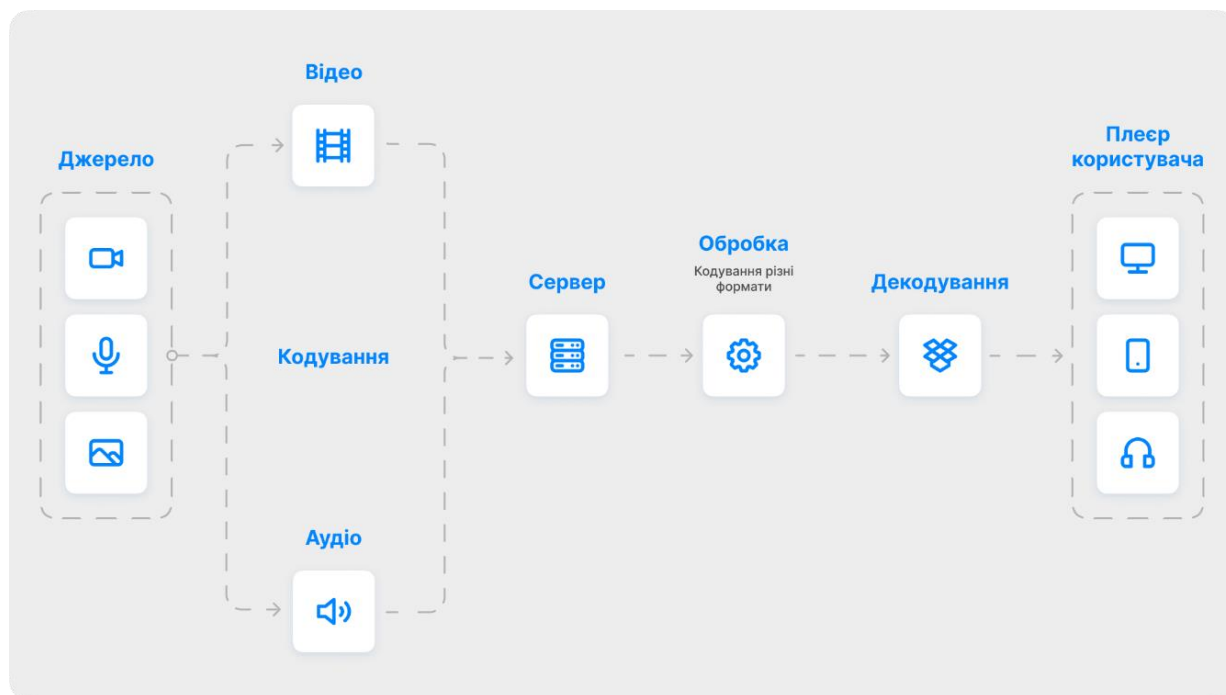 Відео
Джерело
Плеєр
користувача
Обробка
Кодування різні
формати
Сервер
Декодування
Кодування
Аудіо